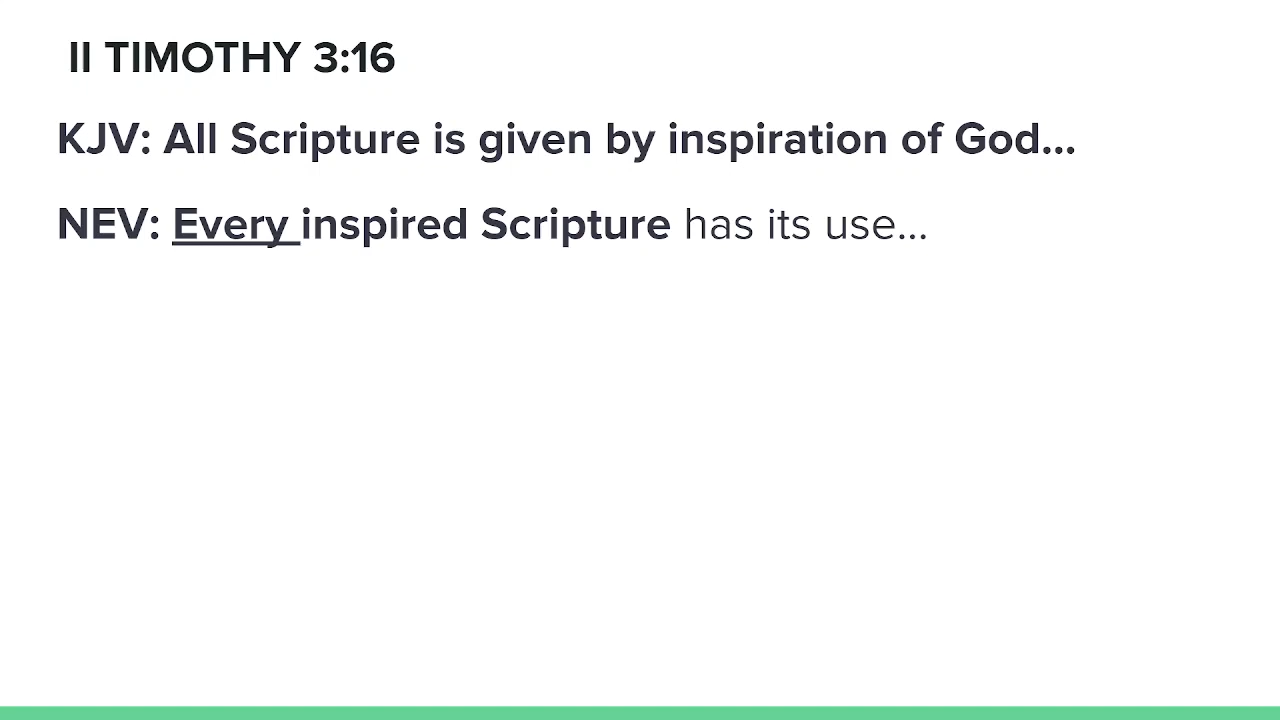 II TIMOTHY 3:16
KJV: All Scripture is given by inspiration of God...
NEV: Every inspired Scripture has its use...